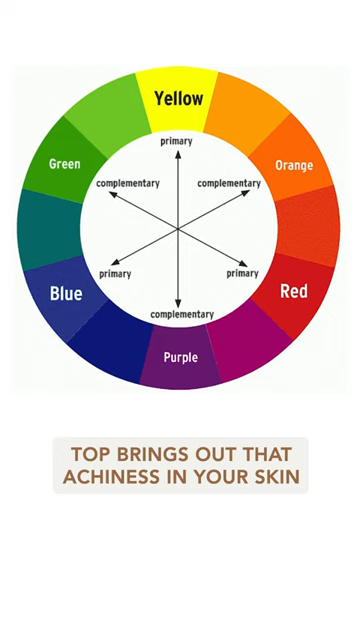 Yellow
primary
Green
Orange
complementary
complementary
primary
primary
Blue
Red
complementary
Purple
TOP BRINGS OUT THAT
ACHINESS IN YOUR SKIN